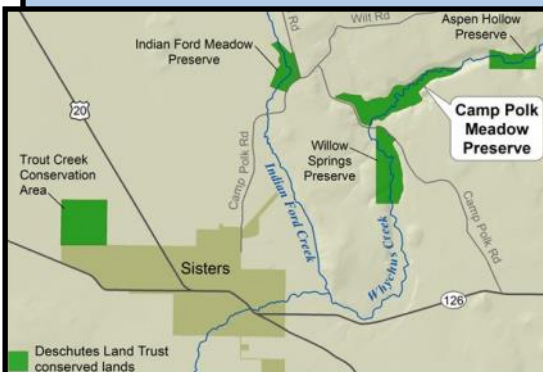 Rd
Wilt Rd
Aspen Hollow
Preserve
Indian Ford Meadow
Preserve
20
Camp Polk
Meadow
Preserve
Trout Creek
Conservation
Area
Willow
Springs
Preserve
Camp Polk Rd
Indian Ford Creek
Camp Polk
Rd
Whychus Creek
Sisters
126
Deschutes Land Trust
conserved lands